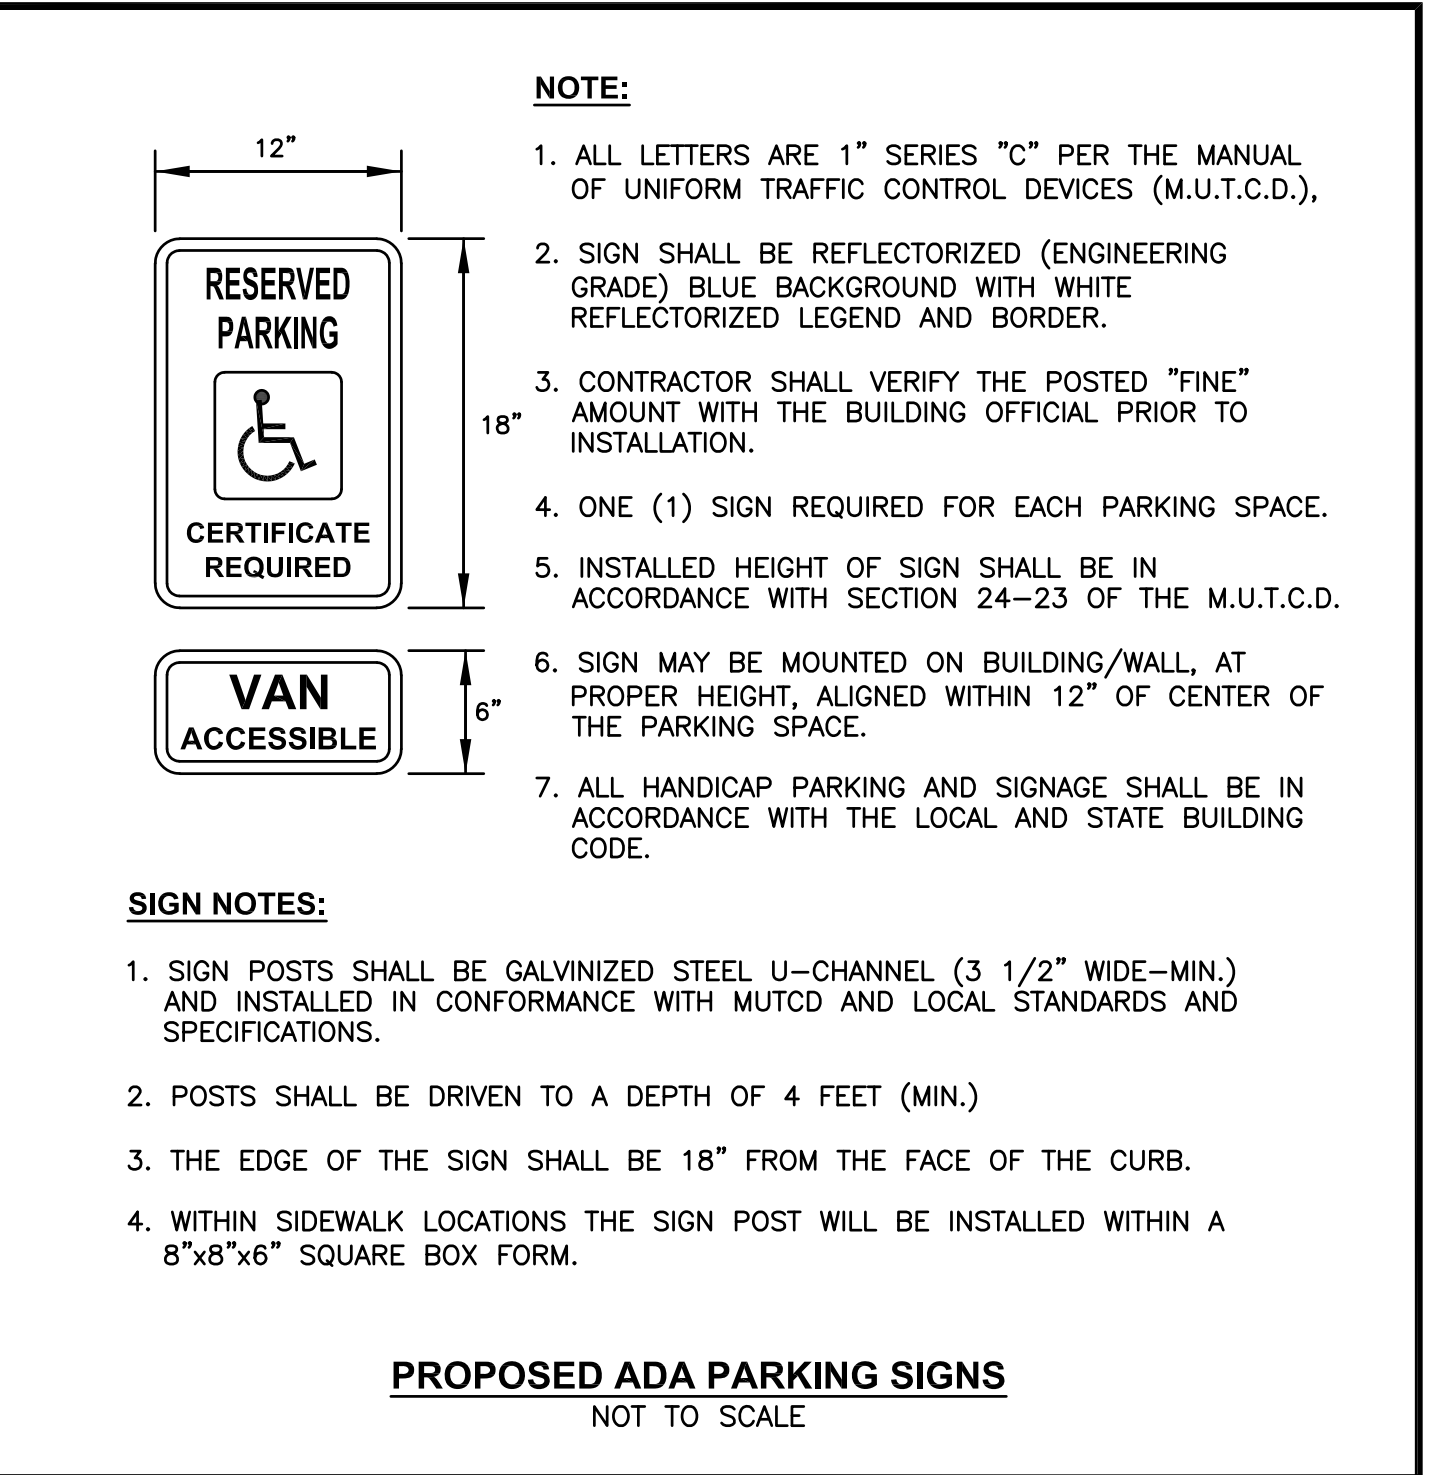 12”
RESERVED
PARKING
CERTIFICATE
REQUIRED
18”
VAN
ACCESSIBLE
6”
NOTE:
1. ALL LETTERS ARE 1” SERIES ”C” PER THE MANUAL
OF UNIFORM TRAFFIC CONTROL DEVICES (M.U.T.C.D.),
2. SIGN SHALL BE REFLECTORIZED (ENGINEERING
GRADE) BLUE BACKGROUND WITH WHITE
REFLECTORIZED LEGEND AND BORDER.
3. CONTRACTOR SHALL VERIFY THE POSTED ”FINE”
AMOUNT WITH THE BUILDING OFFICIAL PRIOR TO
INSTALLATION.
4. ONE (1) SIGN REQUIRED FOR EACH PARKING SPACE.
5. INSTALLED HEIGHT OF SIGN SHALL BE IN
ACCORDANCE WITH SECTION 24–23 OF THE M.U.T.C.D.
6. SIGN MAY BE MOUNTED ON BUILDING/WALL, AT
PROPER HEIGHT, ALIGNED WITHIN 12” OF CENTER OF
THE PARKING SPACE.
7. ALL HANDICAP PARKING AND SIGNAGE SHALL BE IN
ACCORDANCE WITH THE LOCAL AND STATE BUILDING
CODE.
SIGN NOTES:
1. SIGN POSTS SHALL BE GALVINIZED STEEL U–CHANNEL (3 1/2” WIDE–MIN.)
AND INSTALLED IN CONFORMANCE WITH MUTCD AND LOCAL STANDARDS AND
SPECIFICATIONS.
2. POSTS SHALL BE DRIVEN TO A DEPTH OF 4 FEET (MIN.)
3. THE EDGE OF THE SIGN SHALL BE 18” FROM THE FACE OF THE CURB.
4. WITHIN SIDEWALK LOCATIONS THE SIGN POST WILL BE INSTALLED WITHIN A
8”x8”x6” SQUARE BOX FORM.
PROPOSED ADA PARKING SIGNS
NOT TO SCALE